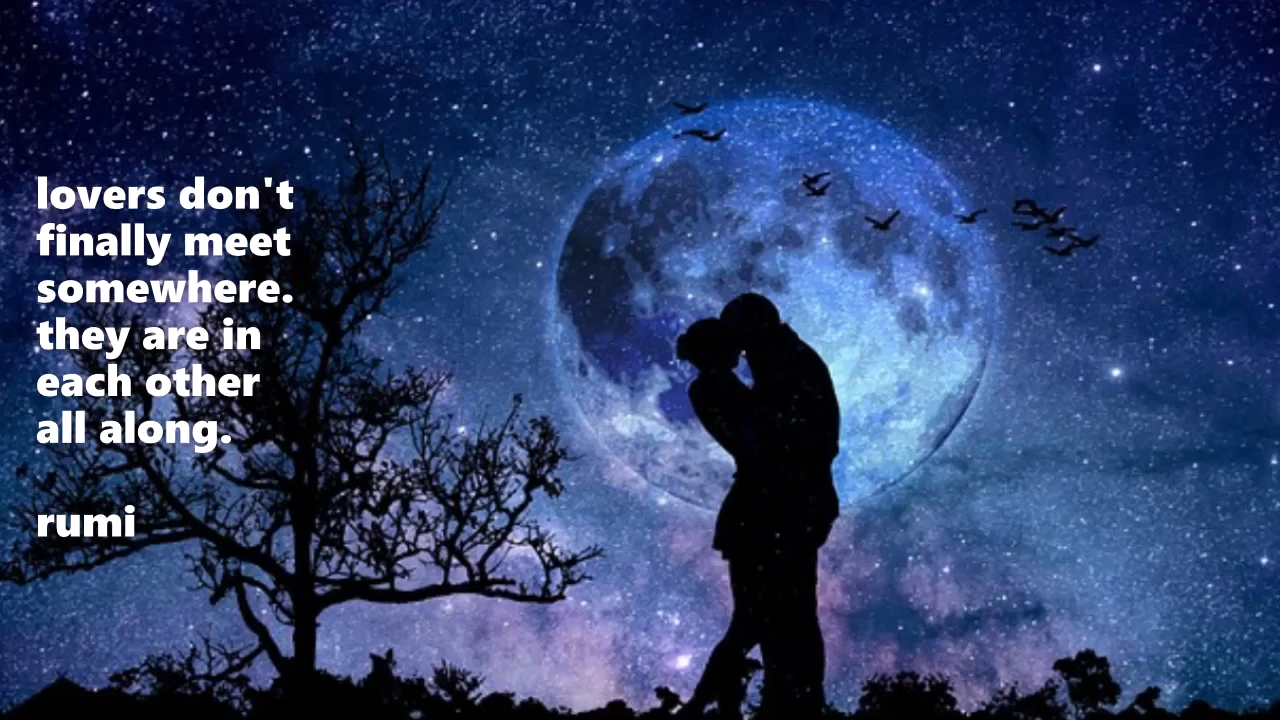 lovers don't
finally meet
somewhere.
they are in
each other
all along.
rumi